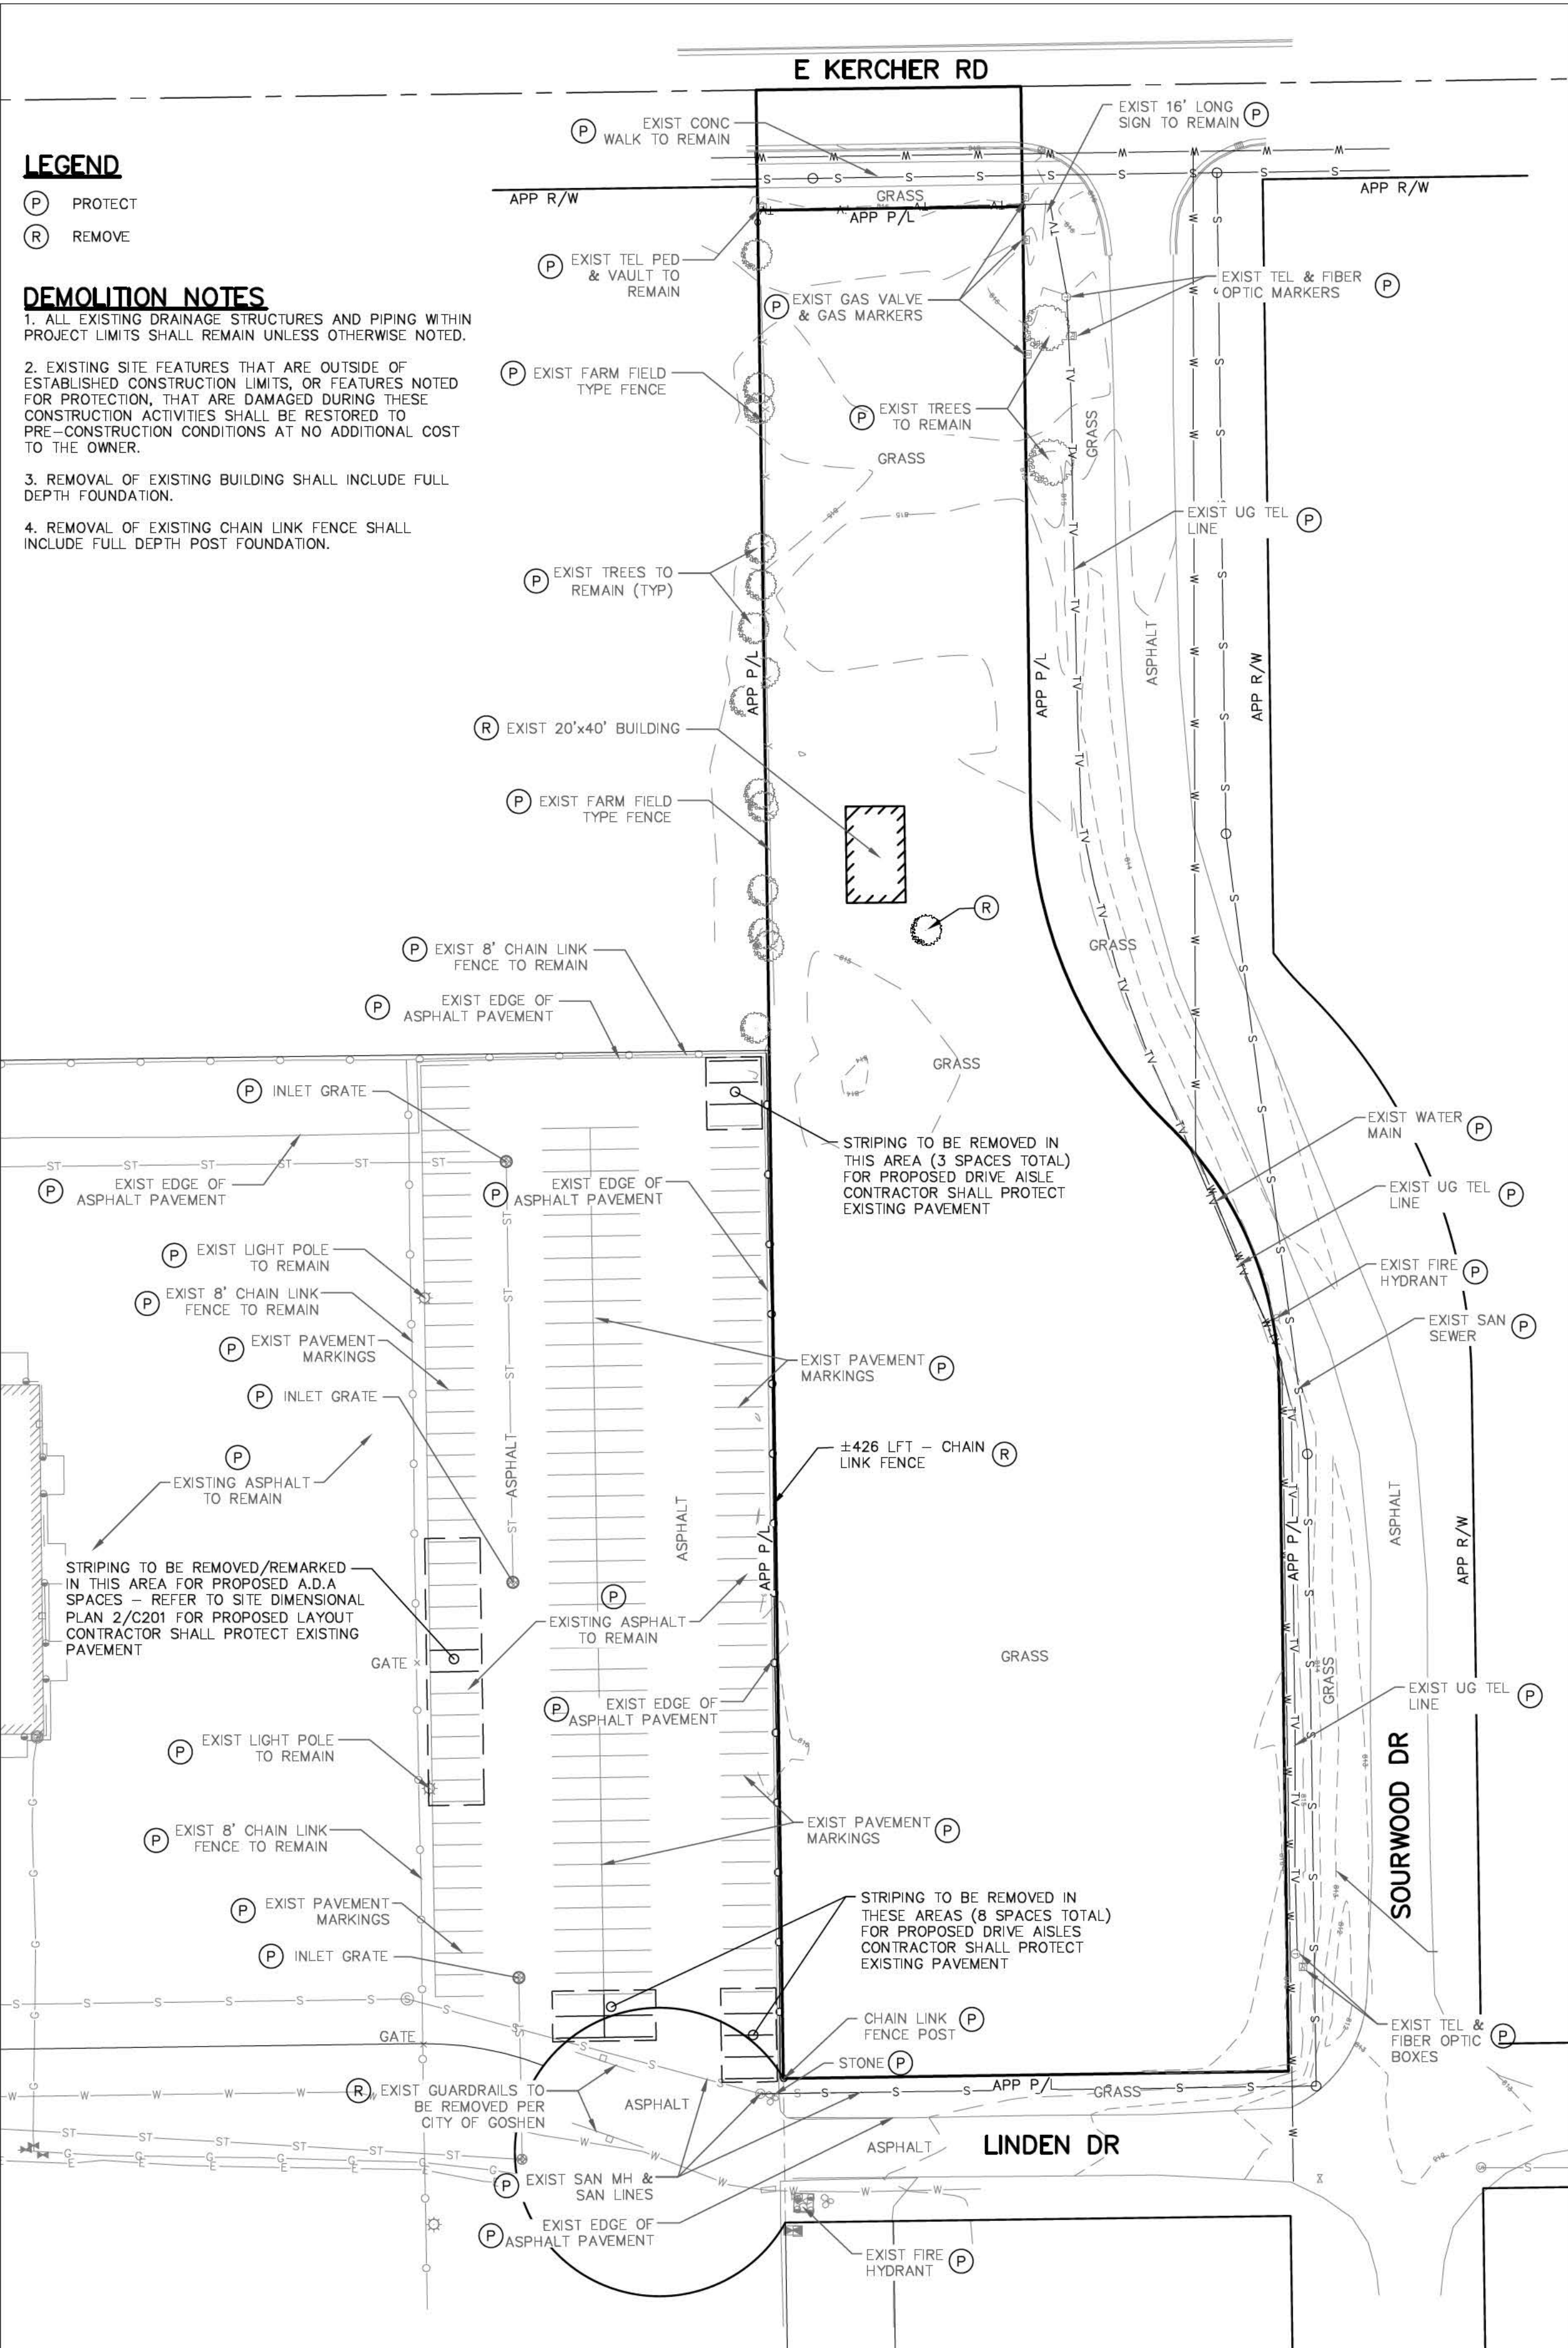 E KERCHER RD
EXIST CONC
WALK TO REMAIN
P
EXIST 16' LONG
SIGN TO REMAIN
P
LEGEND
P PROTECT
R REMOVE
APP R/W
GRASS
APP P/L
APP R/W
DEMOLITION NOTES
1. ALL EXISTING DRAINAGE STRUCTURES AND PIPING WITHIN
PROJECT LIMITS SHALL REMAIN UNLESS OTHERWISE NOTED.
2. EXISTING SITE FEATURES THAT ARE OUTSIDE OF
ESTABLISHED CONSTRUCTION LIMITS, OR FEATURES NOTED
FOR PROTECTION, THAT ARE DAMAGED DURING THESE
CONSTRUCTION ACTIVITIES SHALL BE RESTORED TO
PRE-CONSTRUCTION CONDITIONS AT NO ADDITIONAL COST
TO THE OWNER.
3. REMOVAL OF EXISTING BUILDING SHALL INCLUDE FULL
DEPTH FOUNDATION.
4. REMOVAL OF EXISTING CHAIN LINK FENCE SHALL
INCLUDE FULL DEPTH POST FOUNDATION.
P EXIST TEL PED
& VAULT TO
REMAIN
P EXIST GAS VALVE
& GAS MARKERS
EXIST TEL & FIBER
OPTIC MARKERS
P
P EXIST FARM FIELD
TYPE FENCE
P EXIST TREES
TO REMAIN
GRASS
GRASS
EXIST UG TEL
LINE
P
P EXIST TREES TO
REMAIN (TYP)
ASPHALT
APP P/L
APP P/L
APP R/W
R EXIST 20'x40' BUILDING
P EXIST FARM FIELD
TYPE FENCE
R
GRASS
P EXIST 8' CHAIN LINK
FENCE TO REMAIN
P EXIST EDGE OF
ASPHALT PAVEMENT
GRASS
P INLET GRATE
STRIPING TO BE REMOVED IN
THIS AREA (3 SPACES TOTAL)
FOR PROPOSED DRIVE AISLE
CONTRACTOR SHALL PROTECT
EXISTING PAVEMENT
EXIST WATER
MAIN
P
P EXIST EDGE OF
ASPHALT PAVEMENT
P EXIST EDGE OF
ASPHALT PAVEMENT
EXIST UG TEL
LINE
P
P EXIST LIGHT POLE
TO REMAIN
EXIST FIRE
HYDRANT
P
P EXIST 8' CHAIN LINK
FENCE TO REMAIN
EXIST SAN
SEWER
P
P EXIST PAVEMENT
MARKINGS
EXIST PAVEMENT
MARKINGS
P
P INLET GRATE
±426 LFT - CHAIN
LINK FENCE
R
P
EXISTING ASPHALT
TO REMAIN
ASPHALT
ASPHALT
APP P/L
APP P/L
ASPHALT
APP R/W
STRIPING TO BE REMOVED/REMARKED
IN THIS AREA FOR PROPOSED A.D.A
SPACES - REFER TO SITE DIMENSIONAL
PLAN 2/C201 FOR PROPOSED LAYOUT
CONTRACTOR SHALL PROTECT EXISTING
PAVEMENT
P
EXISTING ASPHALT
TO REMAIN
GATE
GRASS
GRASS
P EXIST EDGE OF
ASPHALT PAVEMENT
EXIST UG TEL
LINE
P
P EXIST LIGHT POLE
TO REMAIN
SOURWOOD DR
P EXIST 8' CHAIN LINK
FENCE TO REMAIN
EXIST PAVEMENT
MARKINGS
P
P EXIST PAVEMENT
MARKINGS
STRIPING TO BE REMOVED IN
THESE AREAS (8 SPACES TOTAL)
FOR PROPOSED DRIVE AISLES
CONTRACTOR SHALL PROTECT
EXISTING PAVEMENT
P INLET GRATE
CHAIN LINK
FENCE POST
P
EXIST TEL &
FIBER OPTIC
BOXES
P
GATE
STONE P
R EXIST GUARDRAILS TO
BE REMOVED PER
CITY OF GOSHEN
ASPHALT
APP P/L
GRASS
ASPHALT
LINDEN DR
P EXIST SAN MH &
SAN LINES
P EXIST EDGE OF
ASPHALT PAVEMENT
EXIST FIRE
HYDRANT
P